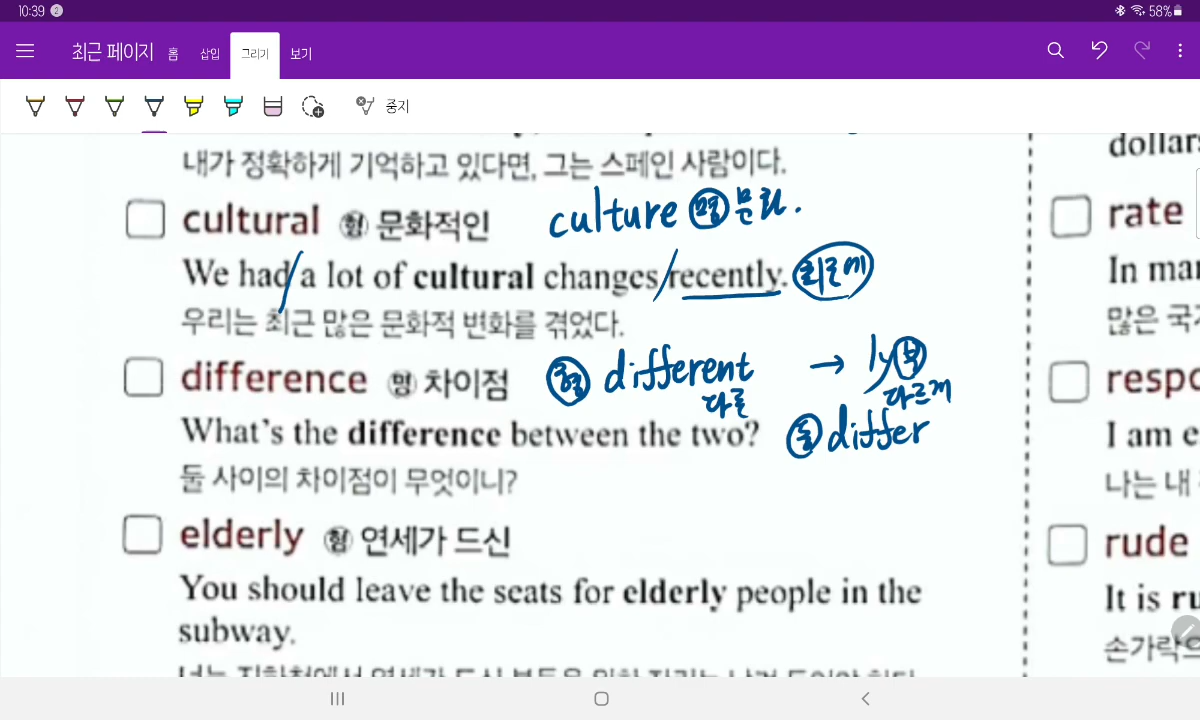 10:39 2 58%
최근 페이지 홈 삽입 그리기 보기
중지
내가 정확하게 기억하고 있다면, 그는 스페인 사람이다.
cultural 형 문화적인 culture 명 문화.
We had / a lot of cultural changes / recently. 최근에
우리는 최근 많은 문화적 변화를 겪었다.
difference 명 차이점 형 different → ly 부
다른 다르게
What's the difference between the two? 동 differ
둘 사이의 차이점이 무엇이니?
elderly 형 연세가 드신
You should leave the seats for elderly people in the
subway.
dollars
rate
In mar
많은 국가
respo
I am e
나는 내
rude
It is ru
손가락으